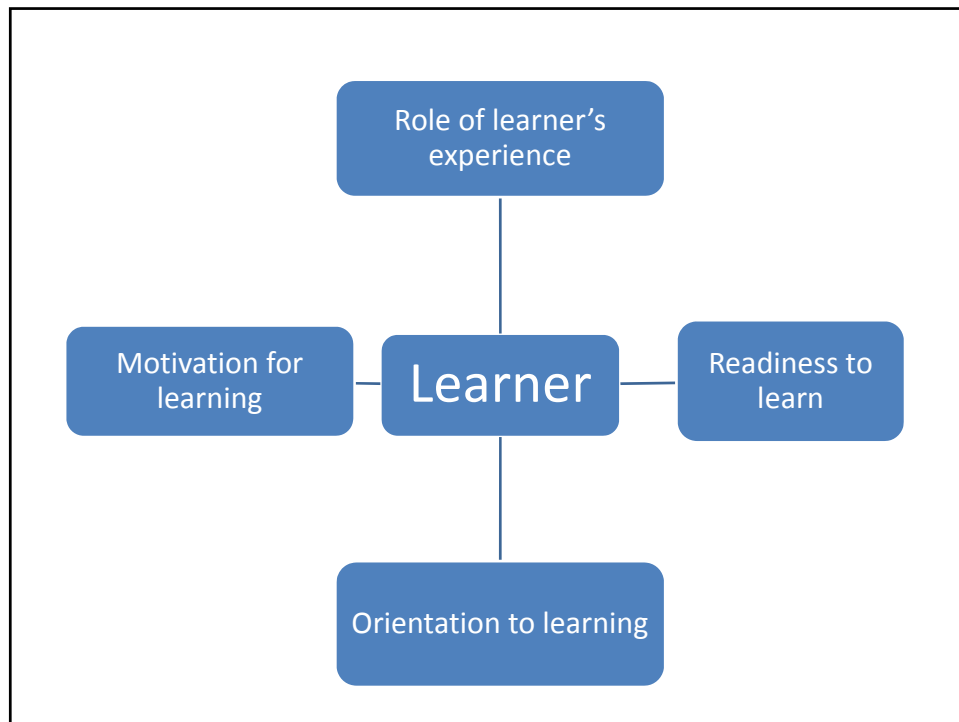 Role of learner’s
experience
Motivation for
learning
Learner
Readiness to
learn
Orientation to learning